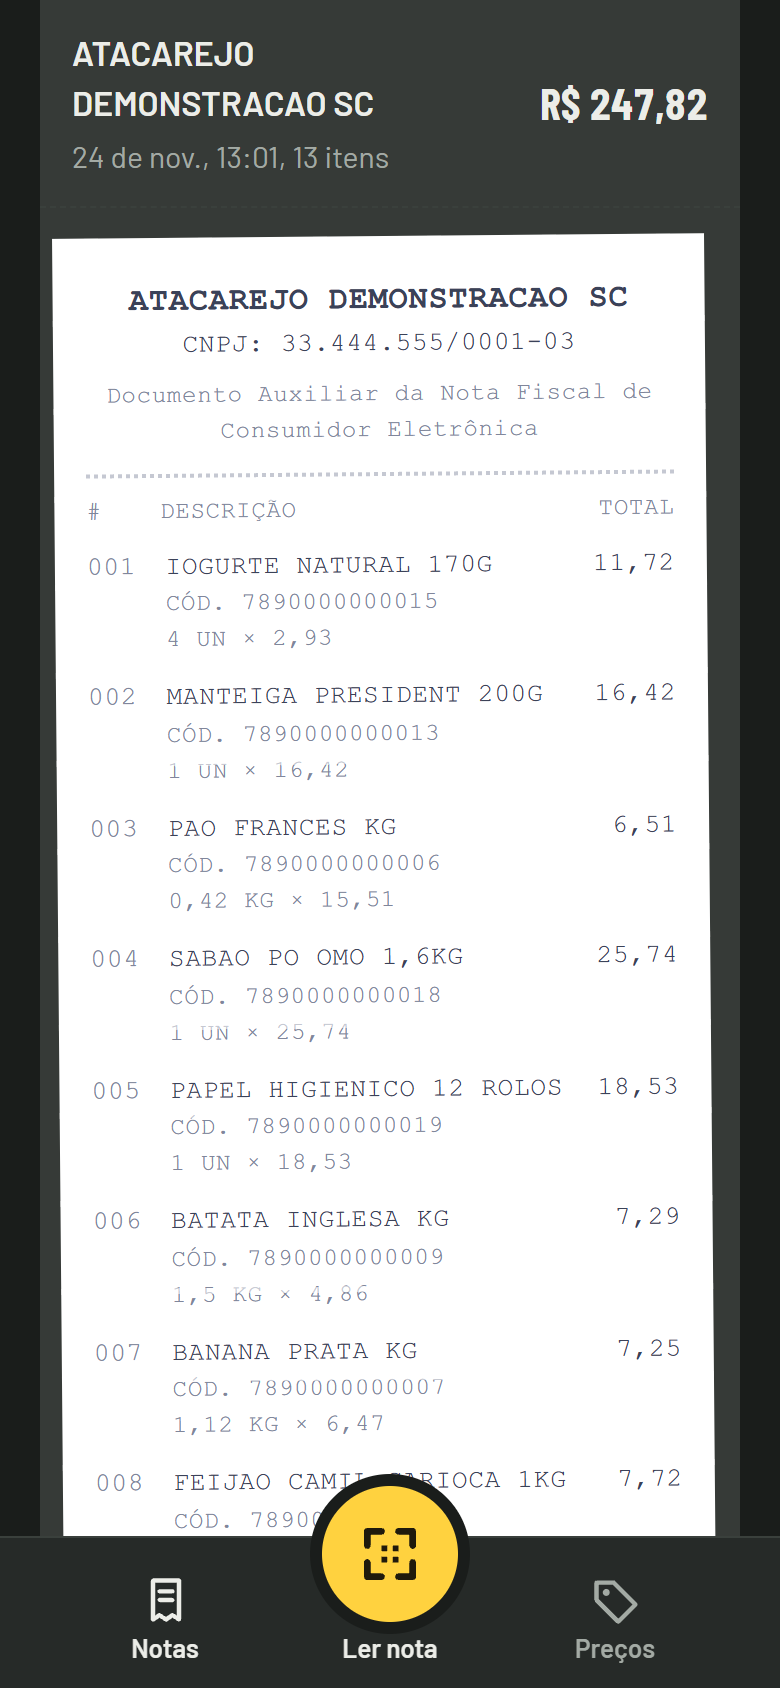 ATACAREJO
DEMONSTRACAO SC
R$ 247,82
24 de nov., 13:01, 13 itens
ATACAREJO DEMONSTRACAO SC
CNPJ: 33.444.555/0001-03
Documento Auxiliar da Nota Fiscal de
Consumidor Eletrônica
# DESCRIÇÃO TOTAL
001 IOGURTE NATURAL 170G 11,72
CÓD. 7890000000015
4 UN × 2,93
002 MANTEIGA PRESIDENT 200G 16,42
CÓD. 7890000000013
1 UN × 16,42
003 PAO FRANCES KG 6,51
CÓD. 7890000000006
0,42 KG × 15,51
004 SABAO PO OMO 1,6KG 25,74
CÓD. 7890000000018
1 UN × 25,74
005 PAPEL HIGIENICO 12 ROLOS 18,53
CÓD. 7890000000019
1 UN × 18,53
006 BATATA INGLESA KG 7,29
CÓD. 7890000000009
1,5 KG × 4,86
007 BANANA PRATA KG 7,25
CÓD. 7890000000007
1,12 KG × 6,47
008 FEIJAO CAMIL CARIOCA 1KG 7,72
CÓD.
Notas
Ler nota
Preços